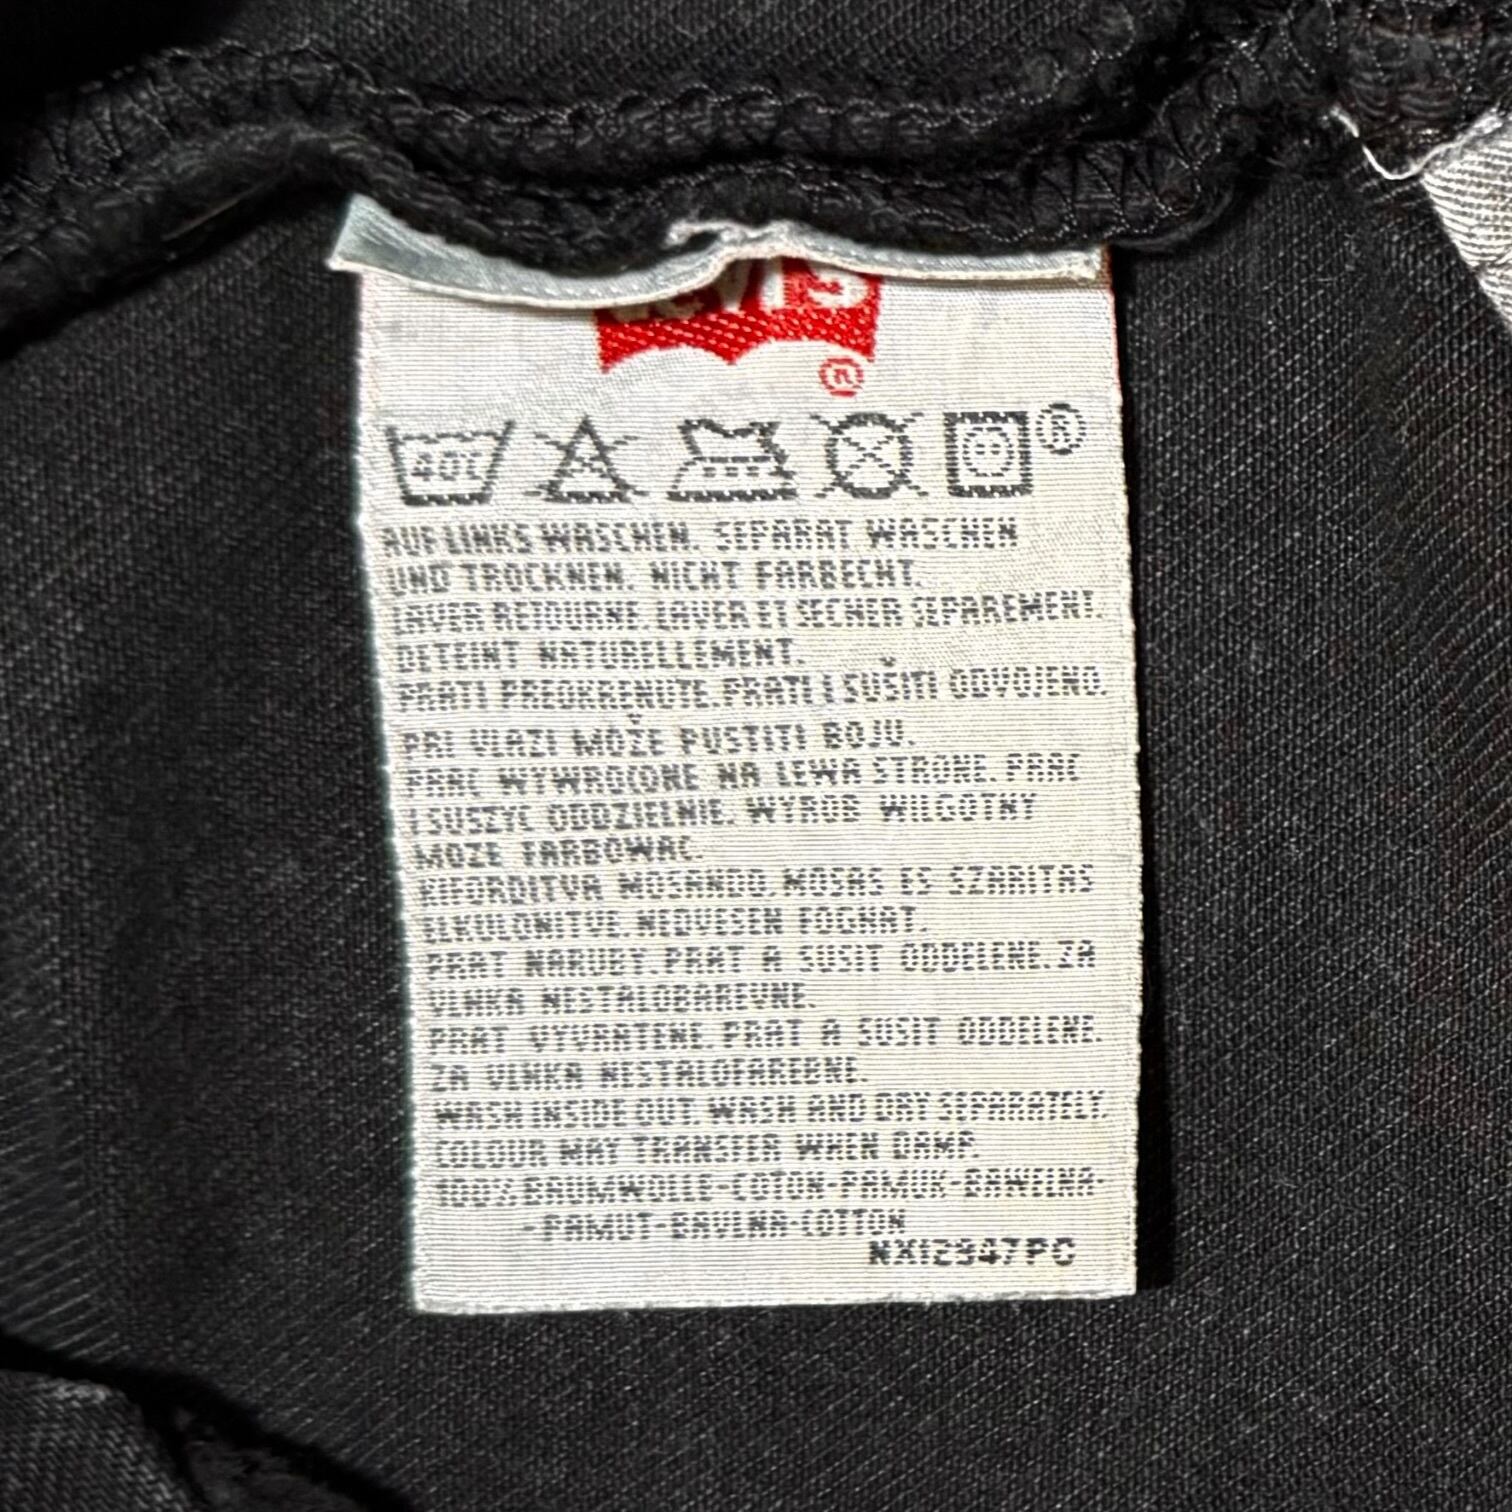 Levi's
®
40C
®
AUF LINKS WASCHEN. SEPARAT WASCHEN
UND TROCKNEN. NICHT FARBECHT.
LAVER RETOURNE. LAVER ET SECHER SEPAREMENT.
DETEINT NATURELLEMENT.
PRATI PREOKRENUTE. PRATI I SUŠITI ODVOJENO.
PRI VLAZI MOŽE PUSTITI BOJU.
PRAC WYWROCONE NA LEWA STRONE. PRAC
I SUSZYC ODDZIELNIE. WYROB WILGOTNY
MOZE FARBOWAC.
KIFORDITVA MOSANDO. MOSAS ES SZARITAS
ELKULONITVE. NEDVESEN FOGHAT.
PRAT NARUBY. PRAT A SUSIT ODDELENE. ZA
VLHKA NESTALOBAREVNE.
PRAT VYVRATENE. PRAT A SUSIT ODDELENE.
ZA VLHKA NESTALOFAREBNE.
WASH INSIDE OUT. WASH AND DRY SEPARATELY.
COLOUR MAY TRANSFER WHEN DAMP.
100% BAUMWOLLE-COTON-PAMUK-BAWELNA-
-PAMUT-BAVLNA-COTTON
NX12947PC